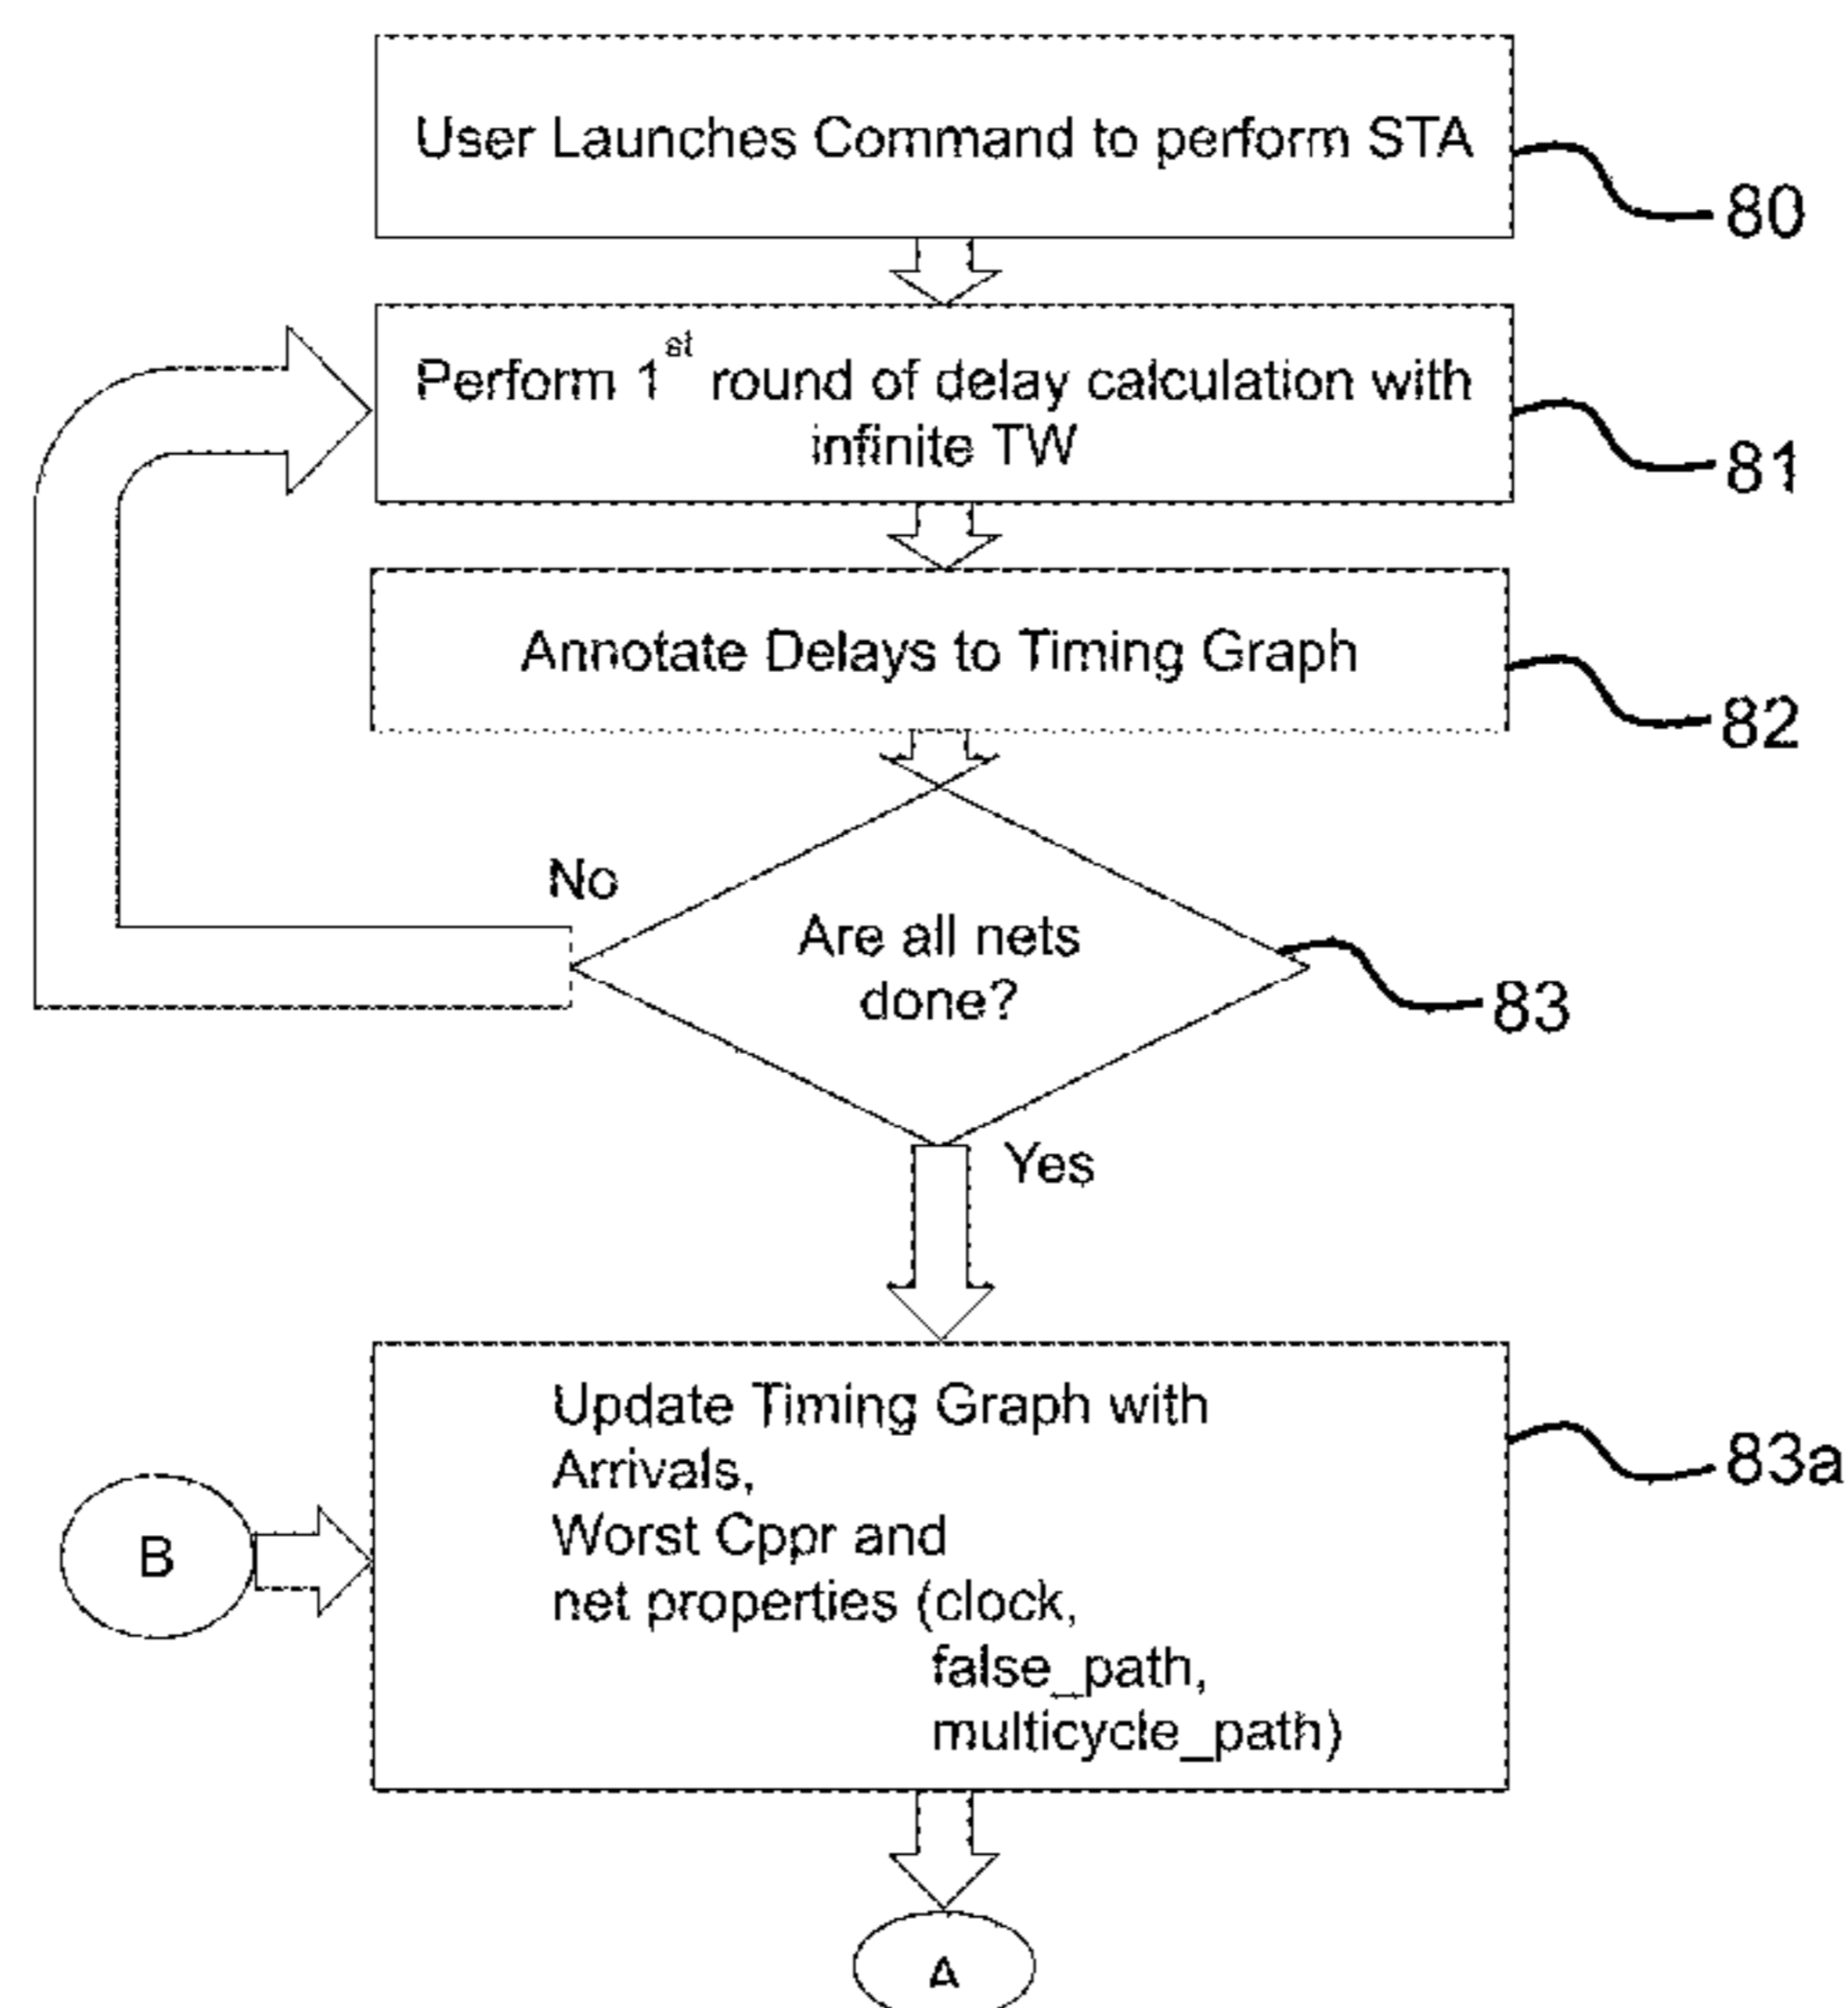 User Launches Command to perform STA
80
Perform 1st round of delay calculation with
infinite TW
81
Annotate Delays to Timing Graph
82
No
Are all nets
done?
83
Yes
Update Timing Graph with
Arrivals,
Worst Cppr and
net properties (clock,
false_path,
multicycle_path)
83a
B
A